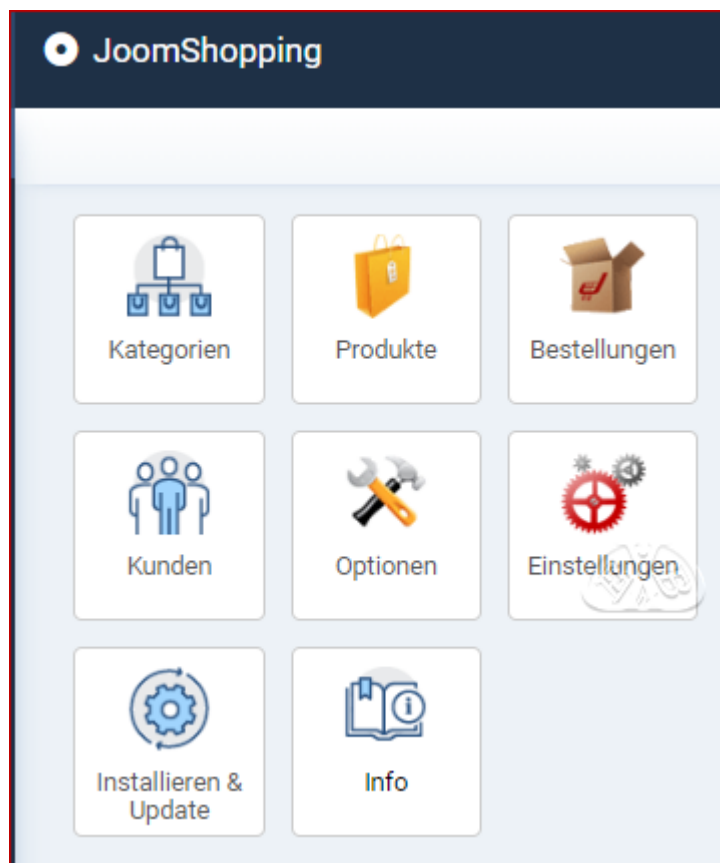 JoomShopping
Kategorien
Produkte
Bestellungen
Kunden
Optionen
Einstellungen
Installieren &
Update
Info